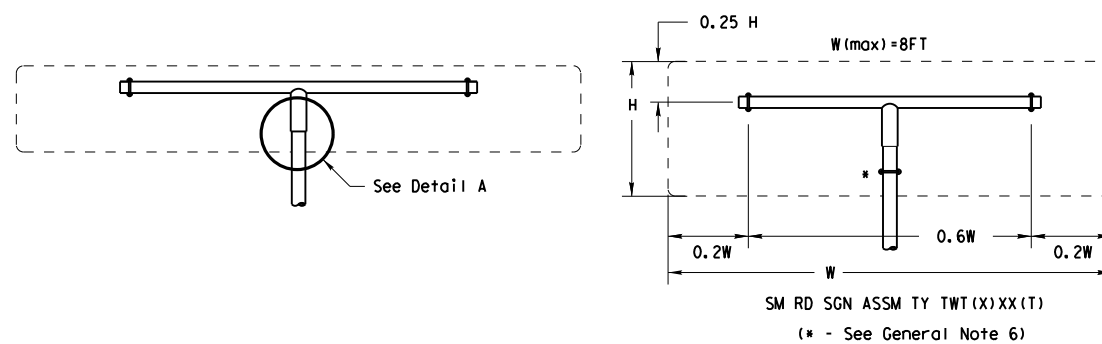 See Detail A
0.25 H
W(max)=8FT
H
*
0.2W
0.6W
0.2W
W
SM RD SGN ASSM TY TWT(X)XX(T)
(* - See General Note 6)